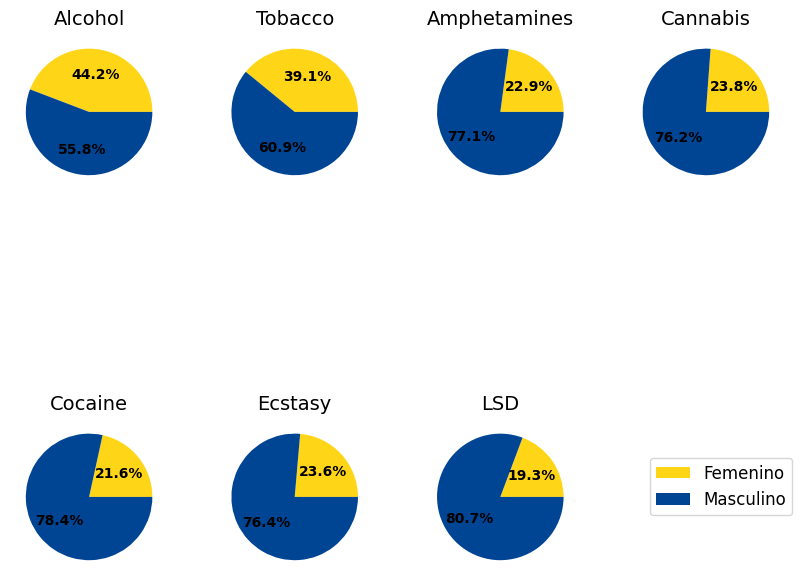 Alcohol
Tobacco
Amphetamines
Cannabis
44.2%
55.8%
39.1%
60.9%
22.9%
77.1%
23.8%
76.2%
Cocaine
Ecstasy
LSD
21.6%
78.4%
23.6%
76.4%
19.3%
80.7%
Femenino
Masculino